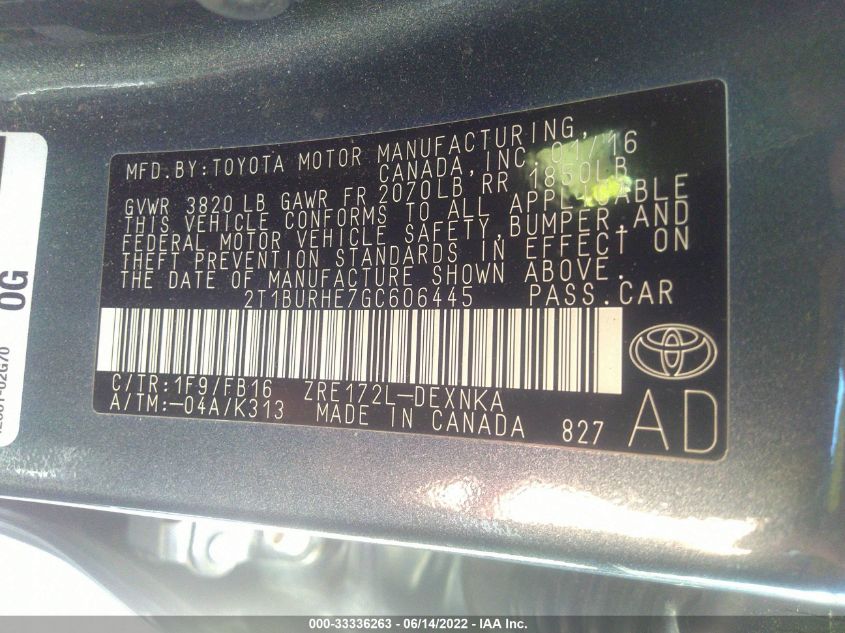 MFD.BY:TOYOTA MOTOR MANUFACTURING,
CANADA,INC. 01/16
GVWR 3820 LB GAWR FR 2070LB RR 1850LB
THIS VEHICLE CONFORMS TO ALL APPLICABLE
FEDERAL MOTOR VEHICLE SAFETY,BUMPER,AND
THEFT PREVENTION STANDARDS IN EFFECT ON
THE DATE OF MANUFACTURE SHOWN ABOVE.
2T1BURHE7GC606445 PASS.CAR
C/TR:1F9/FB16 ZRE172L-DEXNKA
A/TM:-04A/K313 MADE IN CANADA 827 AD
0G
000-33336263 - 06/14/2022 - IAA Inc.